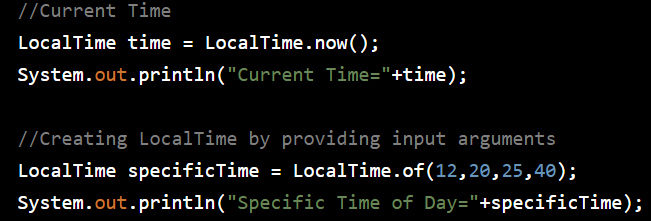 //Current Time
LocalTime time = LocalTime.now();
System.out.println("Current Time="+time);
//Creating LocalTime by providing input arguments
LocalTime specificTime = LocalTime.of(12,20,25,40);
System.out.println("Specific Time of Day="+specificTime);